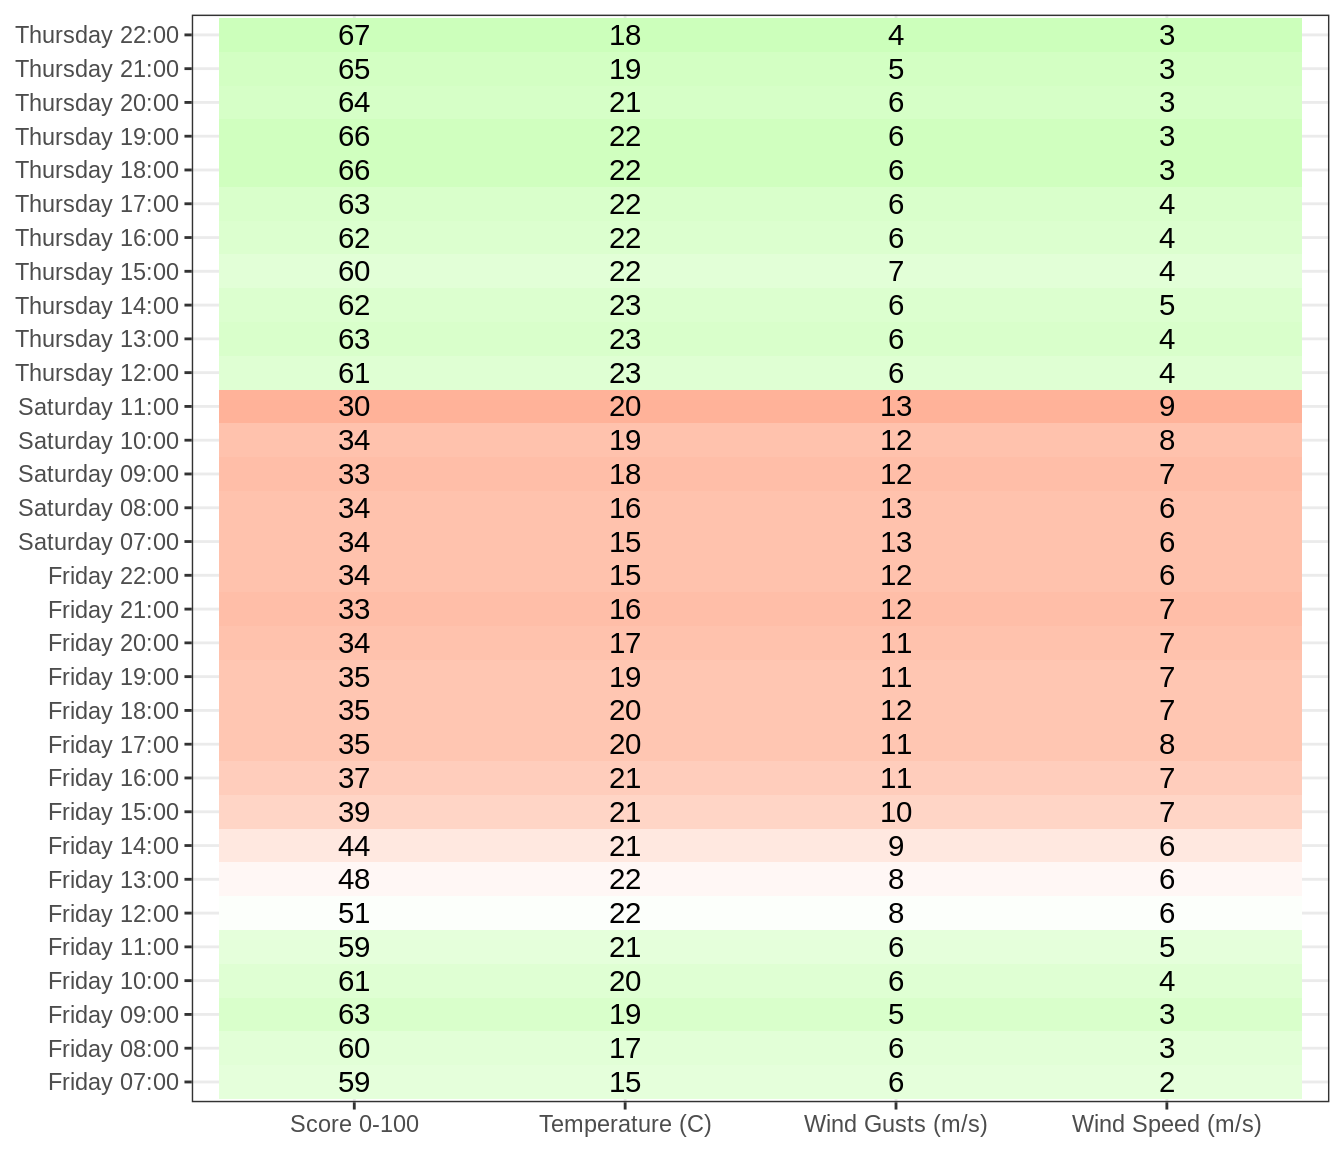 Thursday 22:00 67 18 4 3
Thursday 21:00 65 19 5 3
Thursday 20:00 64 21 6 3
Thursday 19:00 66 22 6 3
Thursday 18:00 66 22 6 3
Thursday 17:00 63 22 6 4
Thursday 16:00 62 22 6 4
Thursday 15:00 60 22 7 4
Thursday 14:00 62 23 6 5
Thursday 13:00 63 23 6 4
Thursday 12:00 61 23 6 4
Saturday 11:00 30 20 13 9
Saturday 10:00 34 19 12 8
Saturday 09:00 33 18 12 7
Saturday 08:00 34 16 13 6
Saturday 07:00 34 15 13 6
Friday 22:00 34 15 12 6
Friday 21:00 33 16 12 7
Friday 20:00 34 17 11 7
Friday 19:00 35 19 11 7
Friday 18:00 35 20 12 7
Friday 17:00 35 20 11 8
Friday 16:00 37 21 11 7
Friday 15:00 39 21 10 7
Friday 14:00 44 21 9 6
Friday 13:00 48 22 8 6
Friday 12:00 51 22 8 6
Friday 11:00 59 21 6 5
Friday 10:00 61 20 6 4
Friday 09:00 63 19 5 3
Friday 08:00 60 17 6 3
Friday 07:00 59 15 6 2
Score 0-100 Temperature (C) Wind Gusts (m/s) Wind Speed (m/s)